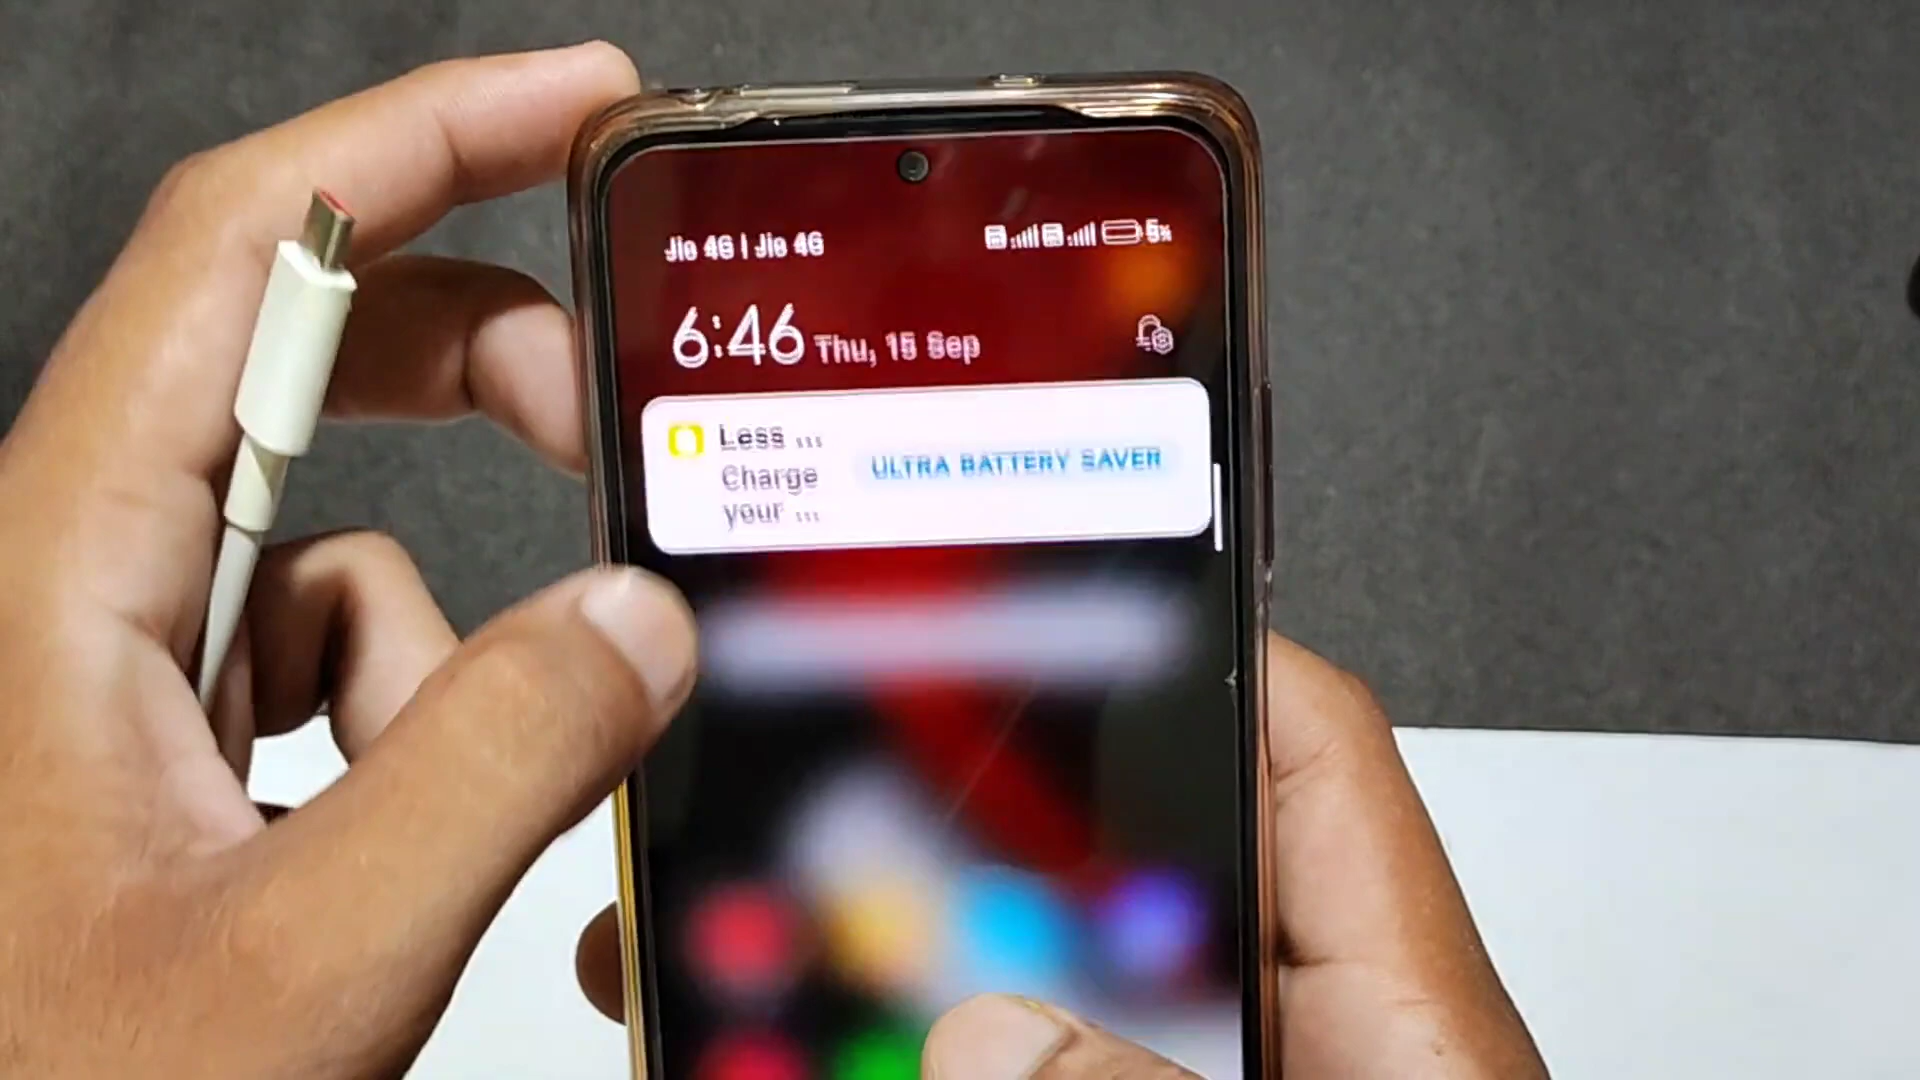 Jio 4G | Jio 4G
5%
6:46 Thu, 15 Sep
Less ...
Charge
your ...
ULTRA BATTERY SAVER